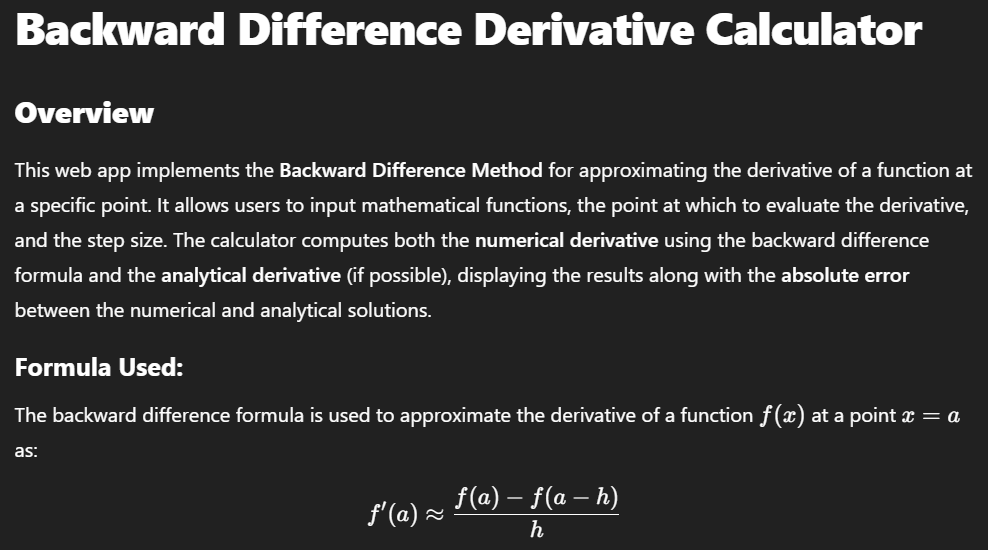 Backward Difference Derivative Calculator
Overview
This web app implements the Backward Difference Method for approximating the derivative of a function at
a specific point. It allows users to input mathematical functions, the point at which to evaluate the derivative,
and the step size. The calculator computes both the numerical derivative using the backward difference
formula and the analytical derivative (if possible), displaying the results along with the absolute error
between the numerical and analytical solutions.
Formula Used:
The backward difference formula is used to approximate the derivative of a function f(x) at a point x = a
as:
f′(a) ≈ f(a) − f(a − h)
h